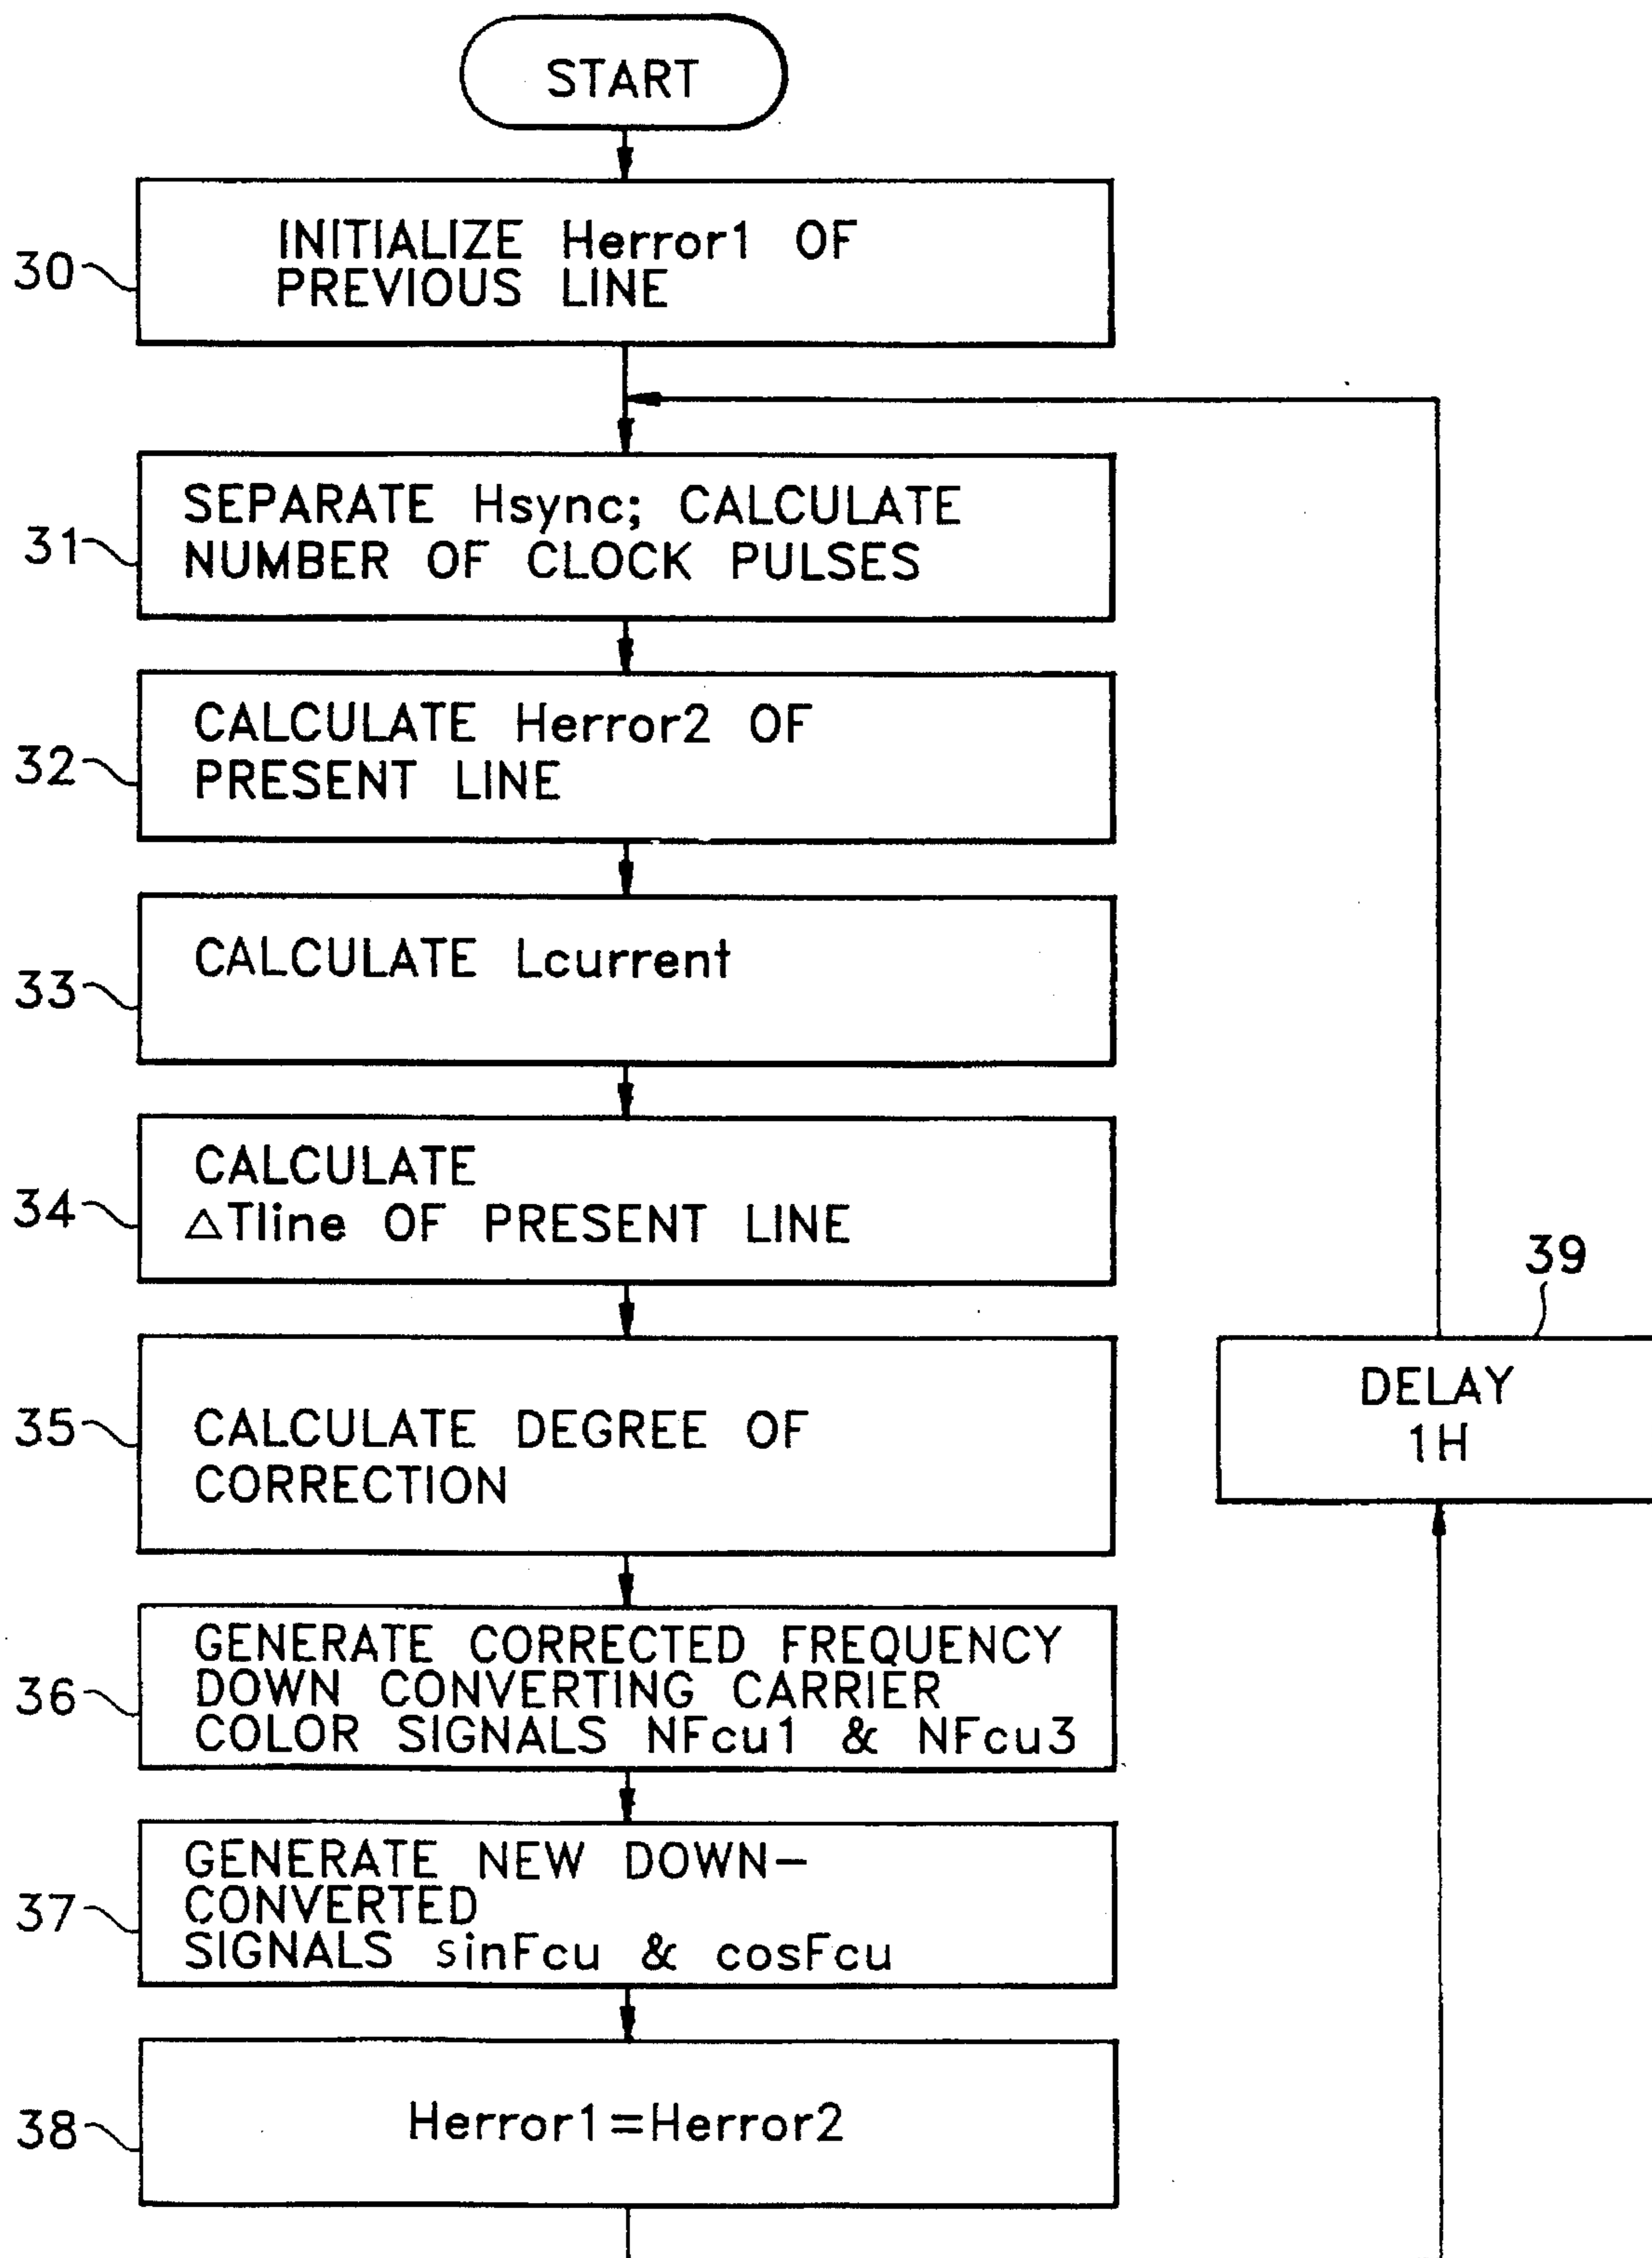 START
30
INITIALIZE Herror1 OF
PREVIOUS LINE
31
SEPARATE Hsync; CALCULATE
NUMBER OF CLOCK PULSES
32
CALCULATE Herror2 OF
PRESENT LINE
33
CALCULATE Lcurrent
34
CALCULATE
△Tline OF PRESENT LINE
35
CALCULATE DEGREE OF
CORRECTION
39
DELAY
1H
36
GENERATE CORRECTED FREQUENCY
DOWN CONVERTING CARRIER
COLOR SIGNALS NFcu1 & NFcu3
37
GENERATE NEW DOWN-
CONVERTED
SIGNALS sinFcu & cosFcu
38
Herror1=Herror2